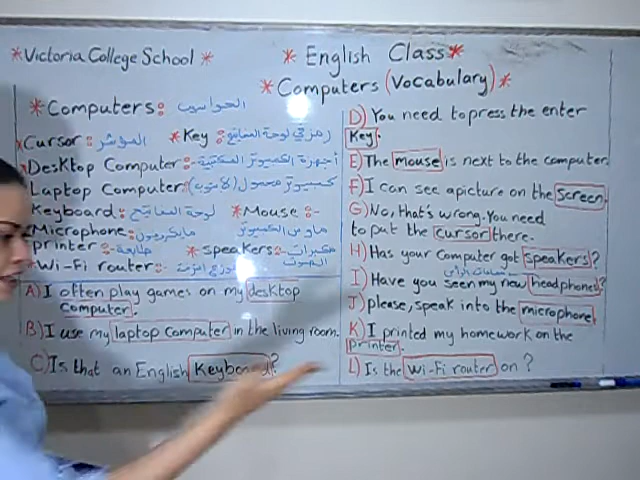 *Victoria College School *
* English Class*
*Computers (Vocabulary)*
*Computers: الحواسيب
*Cursor: المؤشر *Key: رمز في لوحة المفاتيح
*Desktop Computer: أجهزة الكمبيوتر المكتبية
Laptop Computer: كمبيوتر محمول (لابتوب)
Keyboard: لوحة المفاتيح *Mouse:-
Microphone: مايكروفون ماوس الكمبيوتر
printer: طابعة *speakers:- مكبرات الصوت
Wi-Fi router:-
A) I often play games on my desktop
computer.
B) I use my laptop computer in the living room.
C) Is that an English Keyboard?
D) You need to press the enter
Key.
E) The mouse is next to the computer.
F) I can see a picture on the screen.
G) No, that's wrong. You need
to put the cursor there.
H) Has your computer got speakers?
I) Have you seen my new headphones?
J) please, speak into the microphone.
K) I printed my homework on the
printer.
L) Is the Wi-Fi router on?